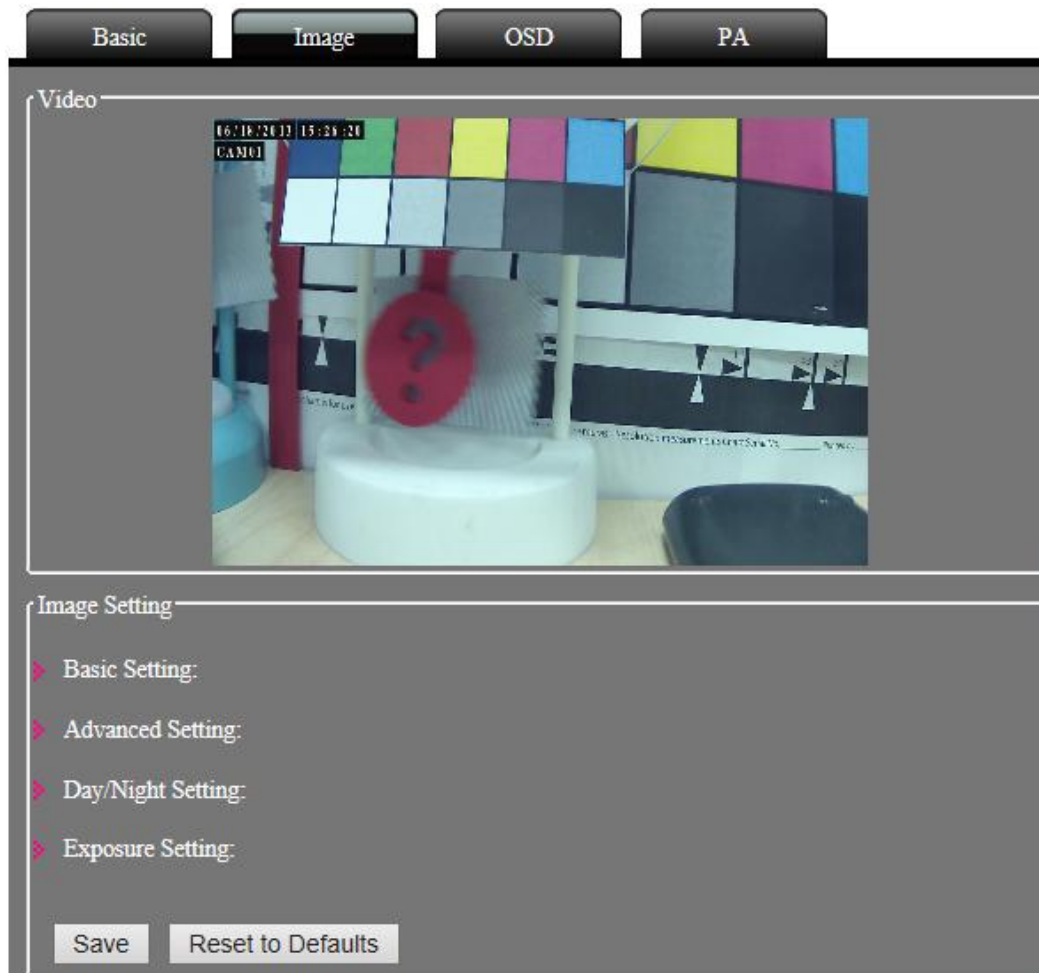 Basic
Image
OSD
PA
Video
06/18/2013 15:26:20
CAM01
?
Image Setting
Basic Setting:
Advanced Setting:
Day/Night Setting:
Exposure Setting:
Save
Reset to Defaults